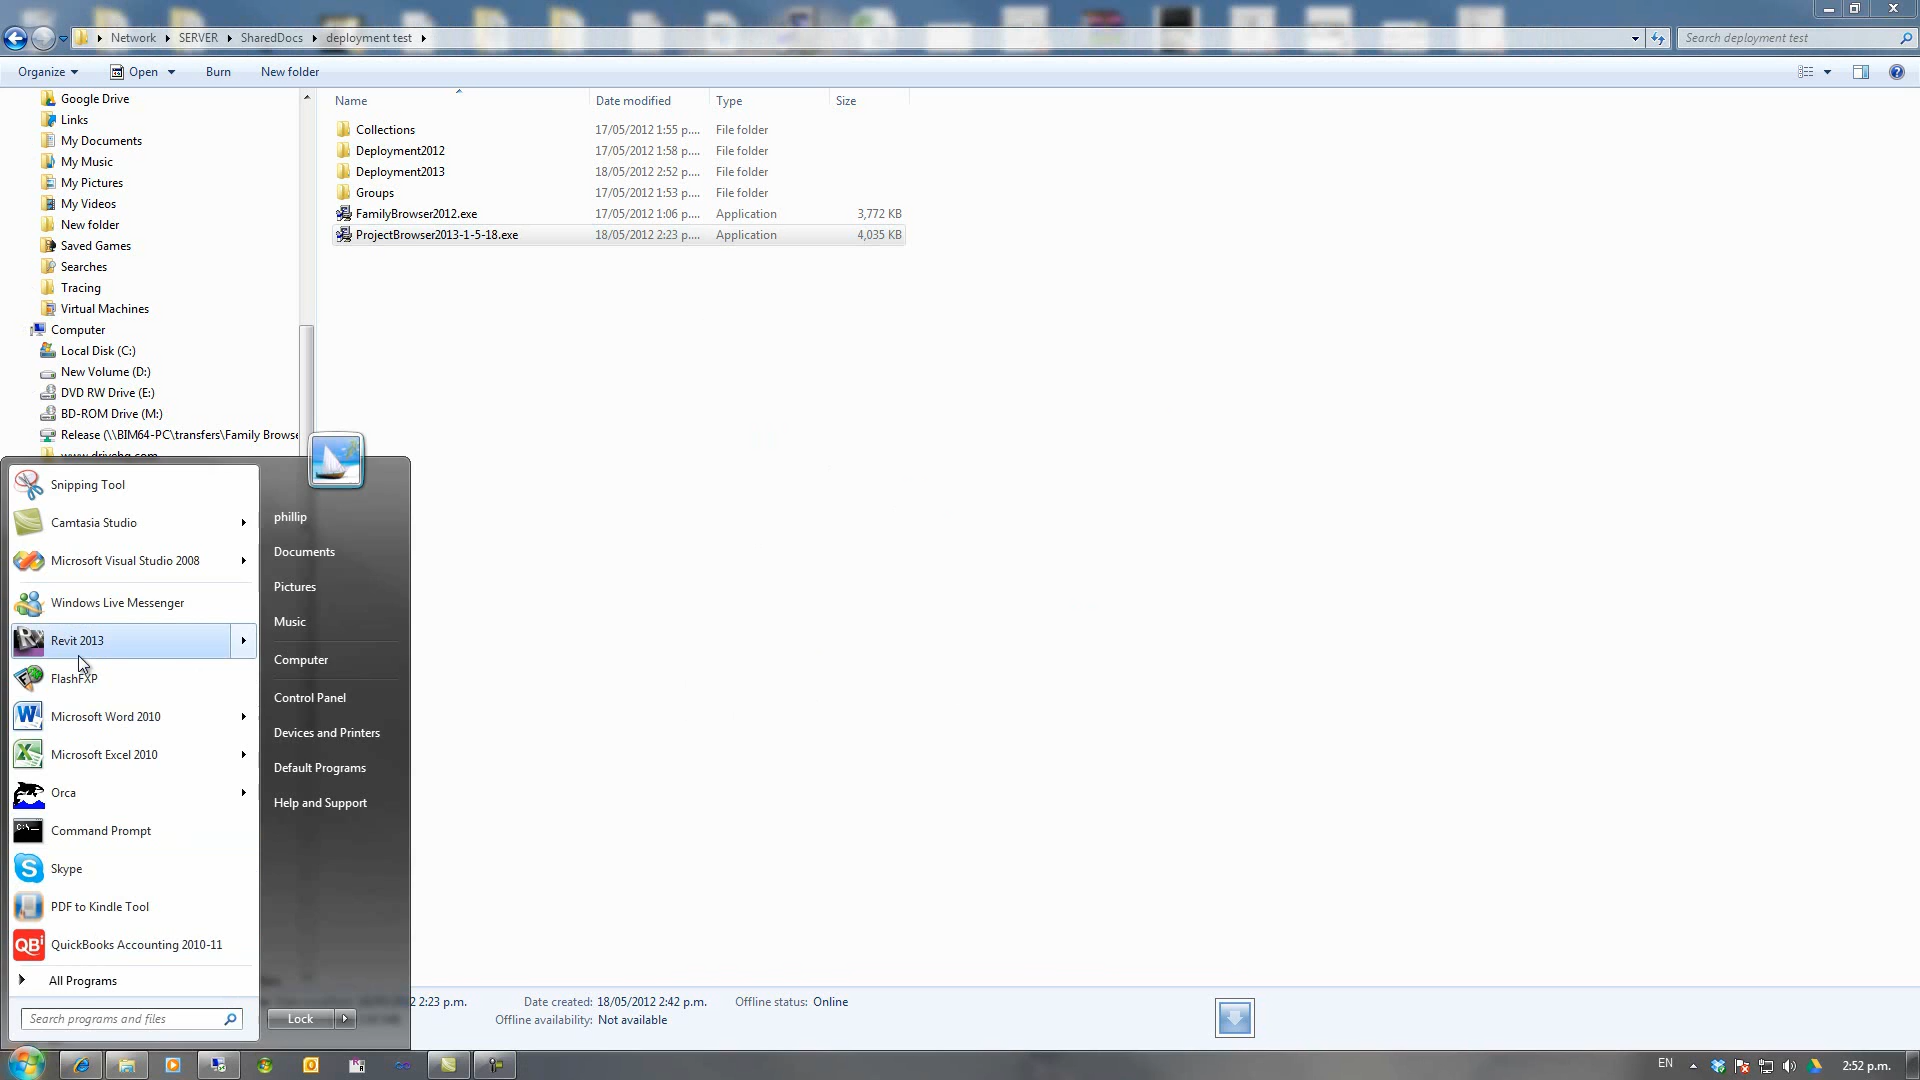 Network SERVER SharedDocs deployment test
Search deployment test
Organize Open Burn New folder
Name Date modified Type Size
Google Drive
Links
My Documents
My Music
My Pictures
My Videos
New folder
Saved Games
Searches
Tracing
Virtual Machines
Computer
Local Disk (C:)
New Volume (D:)
DVD RW Drive (E:)
BD-ROM Drive (M:)
Release (\\BIM64-PC\transfers\Family Browse
Collections 17/05/2012 1:55 p.... File folder
Deployment2012 17/05/2012 1:58 p.... File folder
Deployment2013 18/05/2012 2:52 p.... File folder
Groups 17/05/2012 1:53 p.... File folder
FamilyBrowser2012.exe 17/05/2012 1:06 p.... Application 3,772 KB
ProjectBrowser2013-1-5-18.exe 18/05/2012 2:23 p.... Application 4,035 KB
Snipping Tool
Camtasia Studio
Microsoft Visual Studio 2008
Windows Live Messenger
Revit 2013
FlashFXP
Microsoft Word 2010
Microsoft Excel 2010
Orca
Command Prompt
Skype
PDF to Kindle Tool
QuickBooks Accounting 2010-11
All Programs
Search programs and files
phillip
Documents
Pictures
Music
Computer
Control Panel
Devices and Printers
Default Programs
Help and Support
Lock
2 2:23 p.m. Date created: 18/05/2012 2:42 p.m. Offline status: Online
Offline availability: Not available
EN 2:52 p.m.